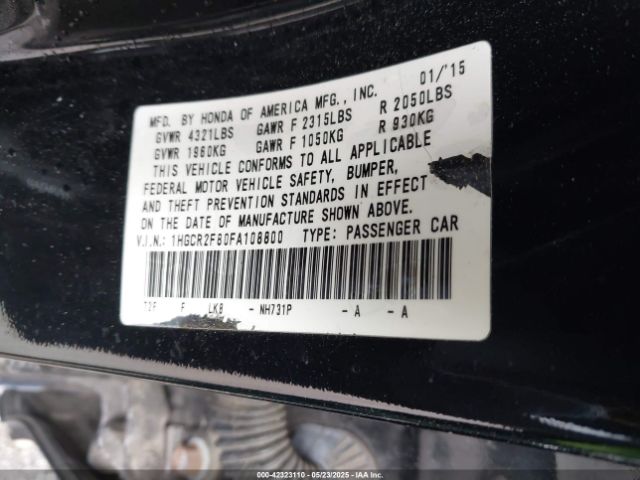 MFD. BY HONDA OF AMERICA MFG., INC. 01/'15
GVWR 4321LBS GAWR F 2315LBS R 2050LBS
GVWR 1960KG GAWR F 1050KG R 930KG
THIS VEHICLE CONFORMS TO ALL APPLICABLE
FEDERAL MOTOR VEHICLE SAFETY, BUMPER,
AND THEFT PREVENTION STANDARDS IN EFFECT
ON THE DATE OF MANUFACTURE SHOWN ABOVE.
V.I.N.: 1HGCR2F80FA108800 TYPE: PASSENGER CAR
T2F F LK8 - NH731P - A - A
000-42323110 - 05/23/2025 - IAA Inc.